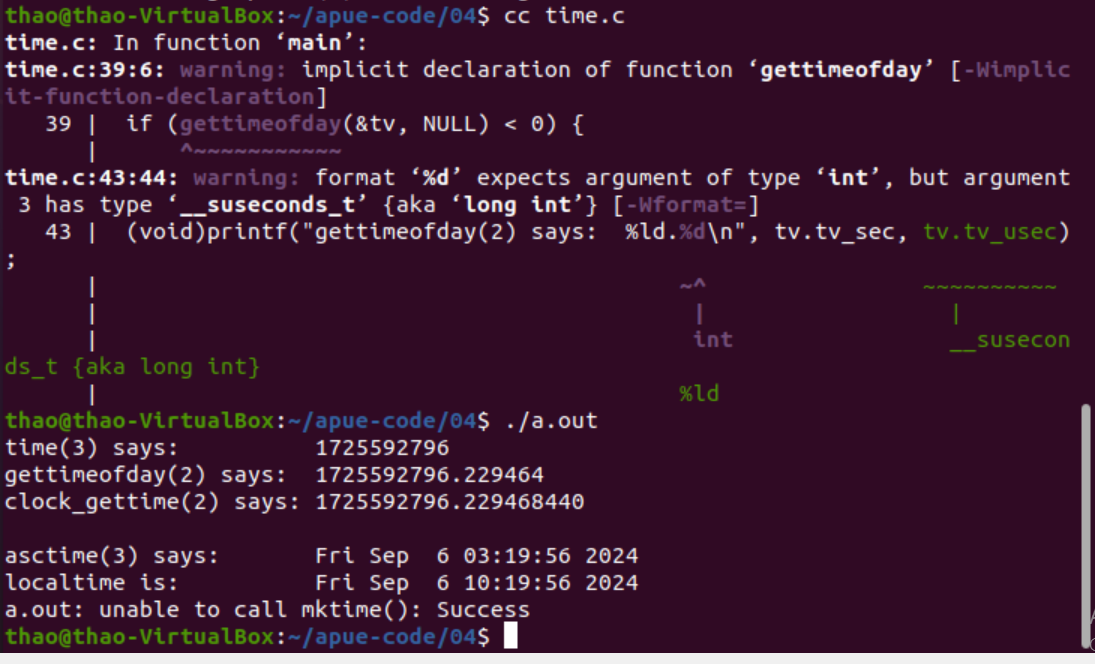 thao@thao-VirtualBox:~/apue-code/04$ cc time.c
time.c: In function ‘main’:
time.c:39:6: warning: implicit declaration of function ‘gettimeofday’ [-Wimplic
it-function-declaration]
   39 |  if (gettimeofday(&tv, NULL) < 0) {
      |      ^~~~~~~~~~~~
time.c:43:44: warning: format ‘%d’ expects argument of type ‘int’, but argument
 3 has type ‘__suseconds_t’ {aka ‘long int’} [-Wformat=]
   43 |  (void)printf("gettimeofday(2) says:  %ld.%d\n", tv.tv_sec, tv.tv_usec)
;
      |                                           ~^                ~~~~~~~~~~
      |                                            |                  |
      |                                            int                __susecon
ds_t {aka long int}
      |                                           %ld
thao@thao-VirtualBox:~/apue-code/04$ ./a.out
time(3) says:          1725592796
gettimeofday(2) says:  1725592796.229464
clock_gettime(2) says: 1725592796.229468440

asctime(3) says:       Fri Sep  6 03:19:56 2024
localtime is:          Fri Sep  6 10:19:56 2024
a.out: unable to call mktime(): Success
thao@thao-VirtualBox:~/apue-code/04$